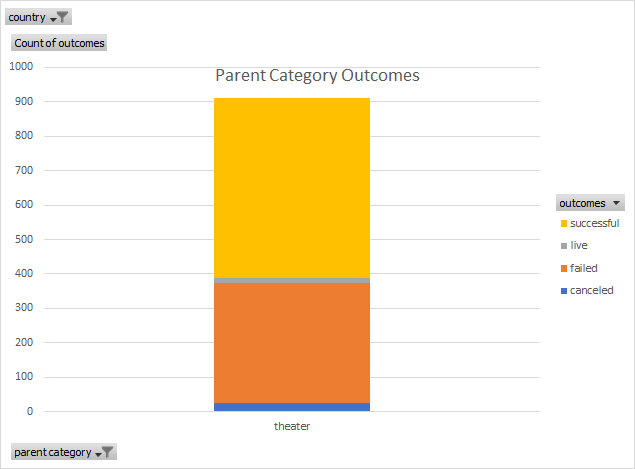 country
Count of outcomes
Parent Category Outcomes
1000
900
800
700
600
500
400
300
200
100
0
theater
outcomes
successful
live
failed
canceled
parent category